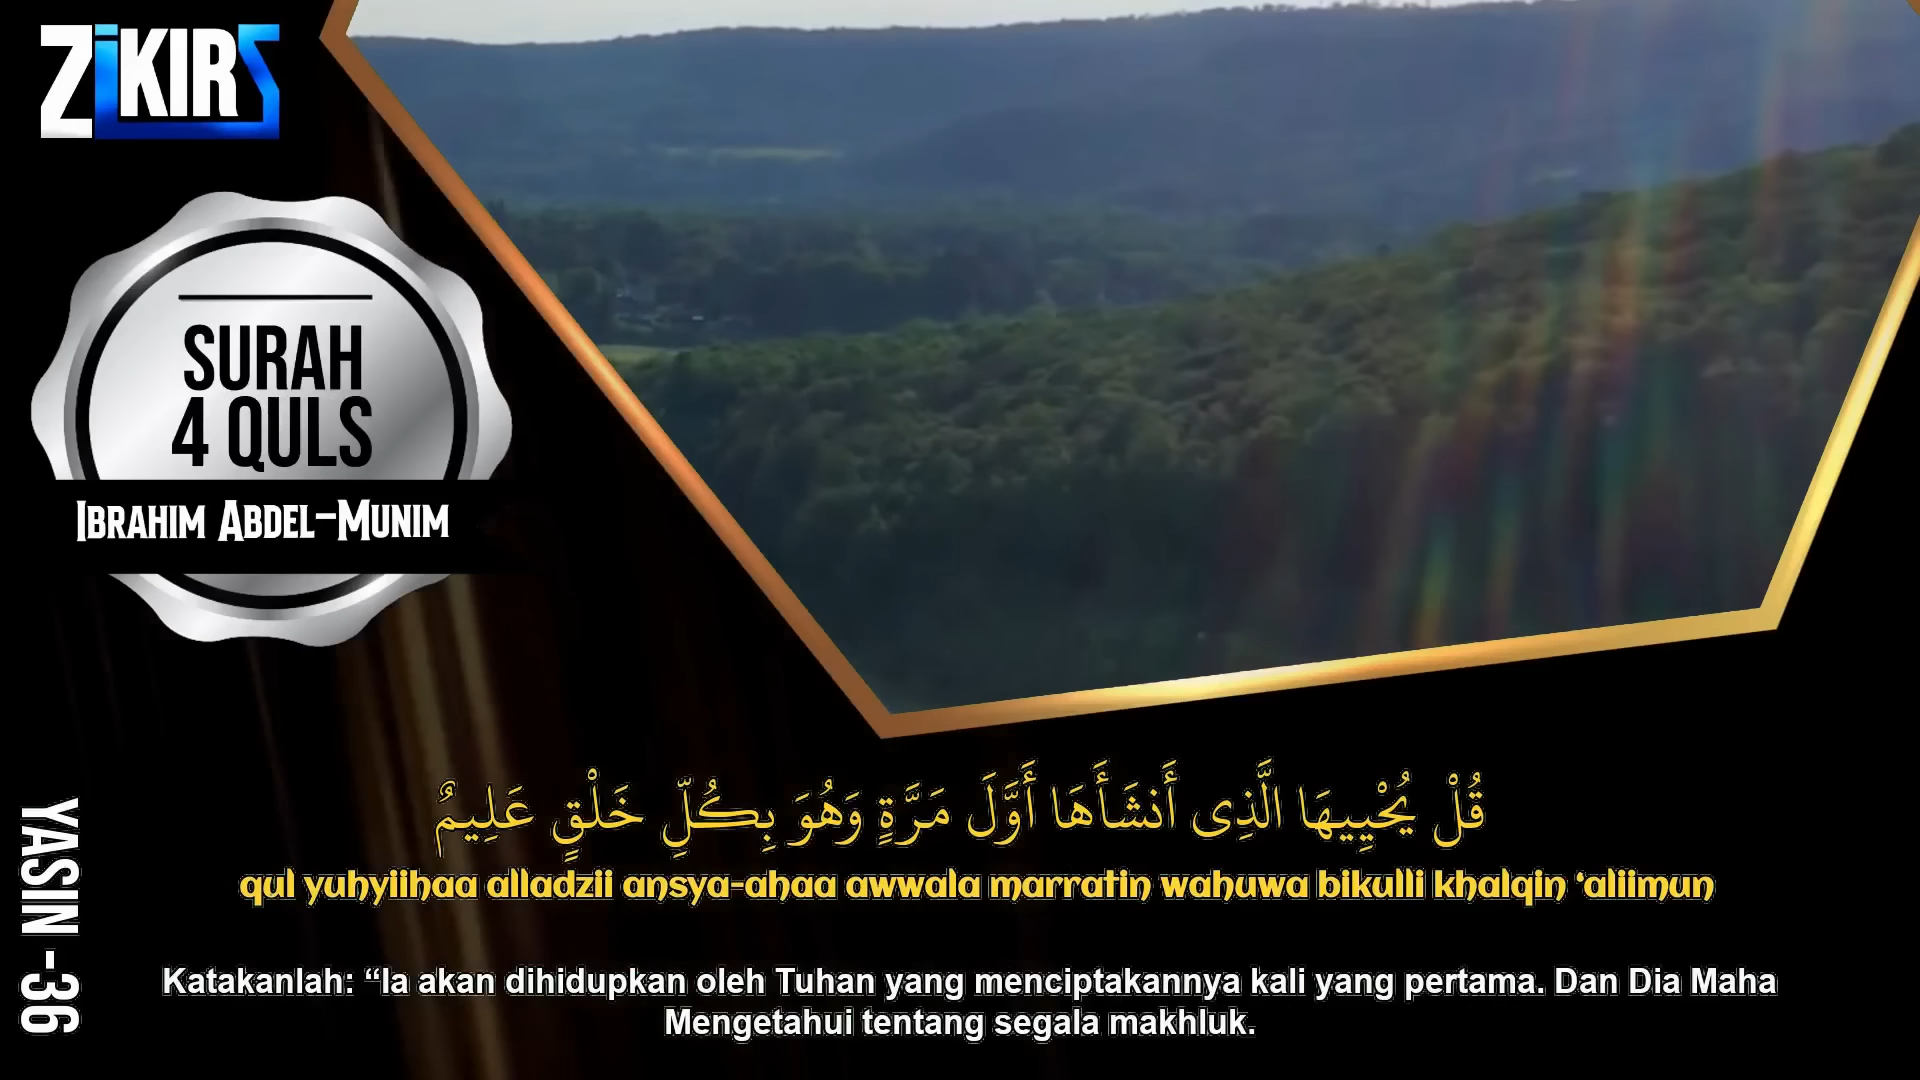 ZiKIRS
SURAH
4 QULS
IBRAHIM ABDEL-MUNIM
قُلْ يُحْيِيهَا الَّذِى أَنشَأَهَا أَوَّلَ مَرَّةٍ وَهُوَ بِكُلِّ خَلْقٍ عَلِيمٌ
qul yuhyiihaa alladzii ansya-ahaa awwala marratin wahuwa bikulli khalqin ‘aliimun
Katakanlah: “Ia akan dihidupkan oleh Tuhan yang menciptakannya kali yang pertama. Dan Dia Maha
Mengetahui tentang segala makhluk.
YASIN -36